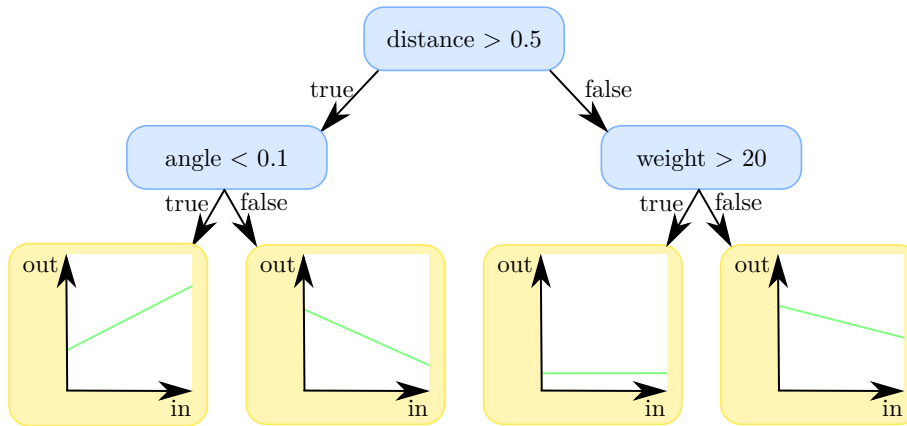 distance > 0.5
true
false
angle < 0.1
weight > 20
true
false
true
false
out
out
out
out
in
in
in
in